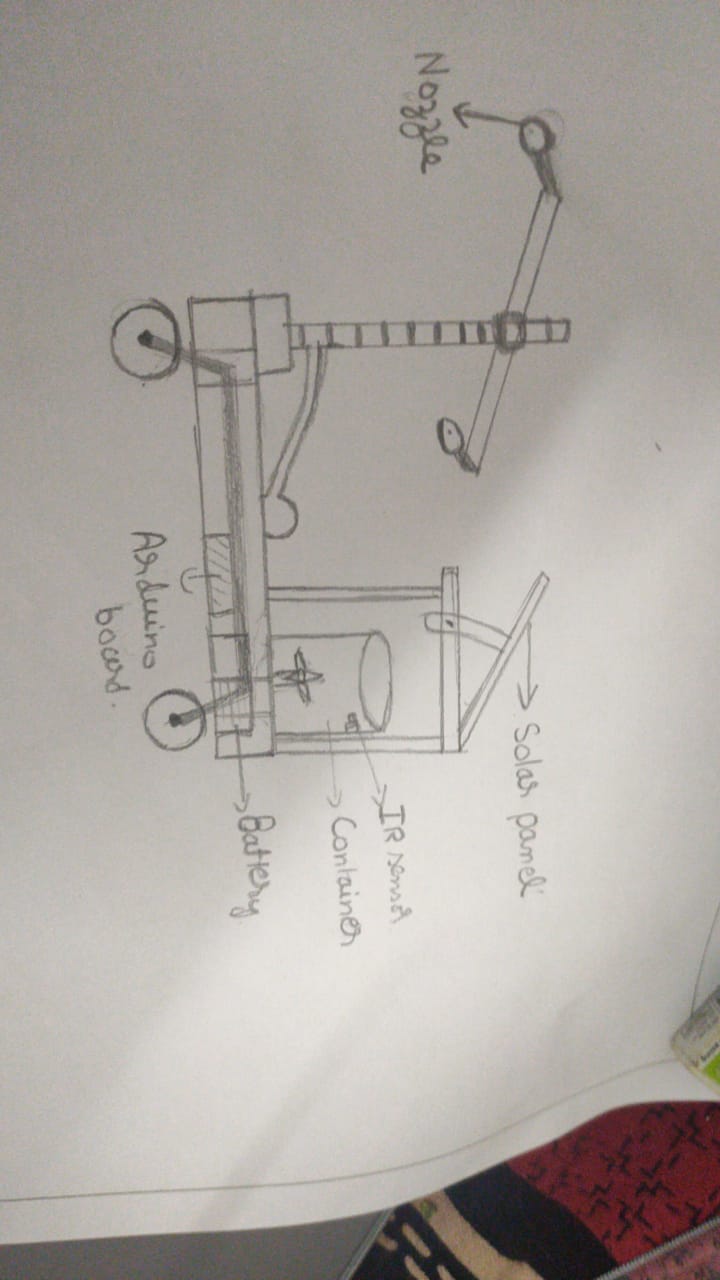 Nozzle
Solar panel
IR sensor
Container
Battery
Arduino
board.